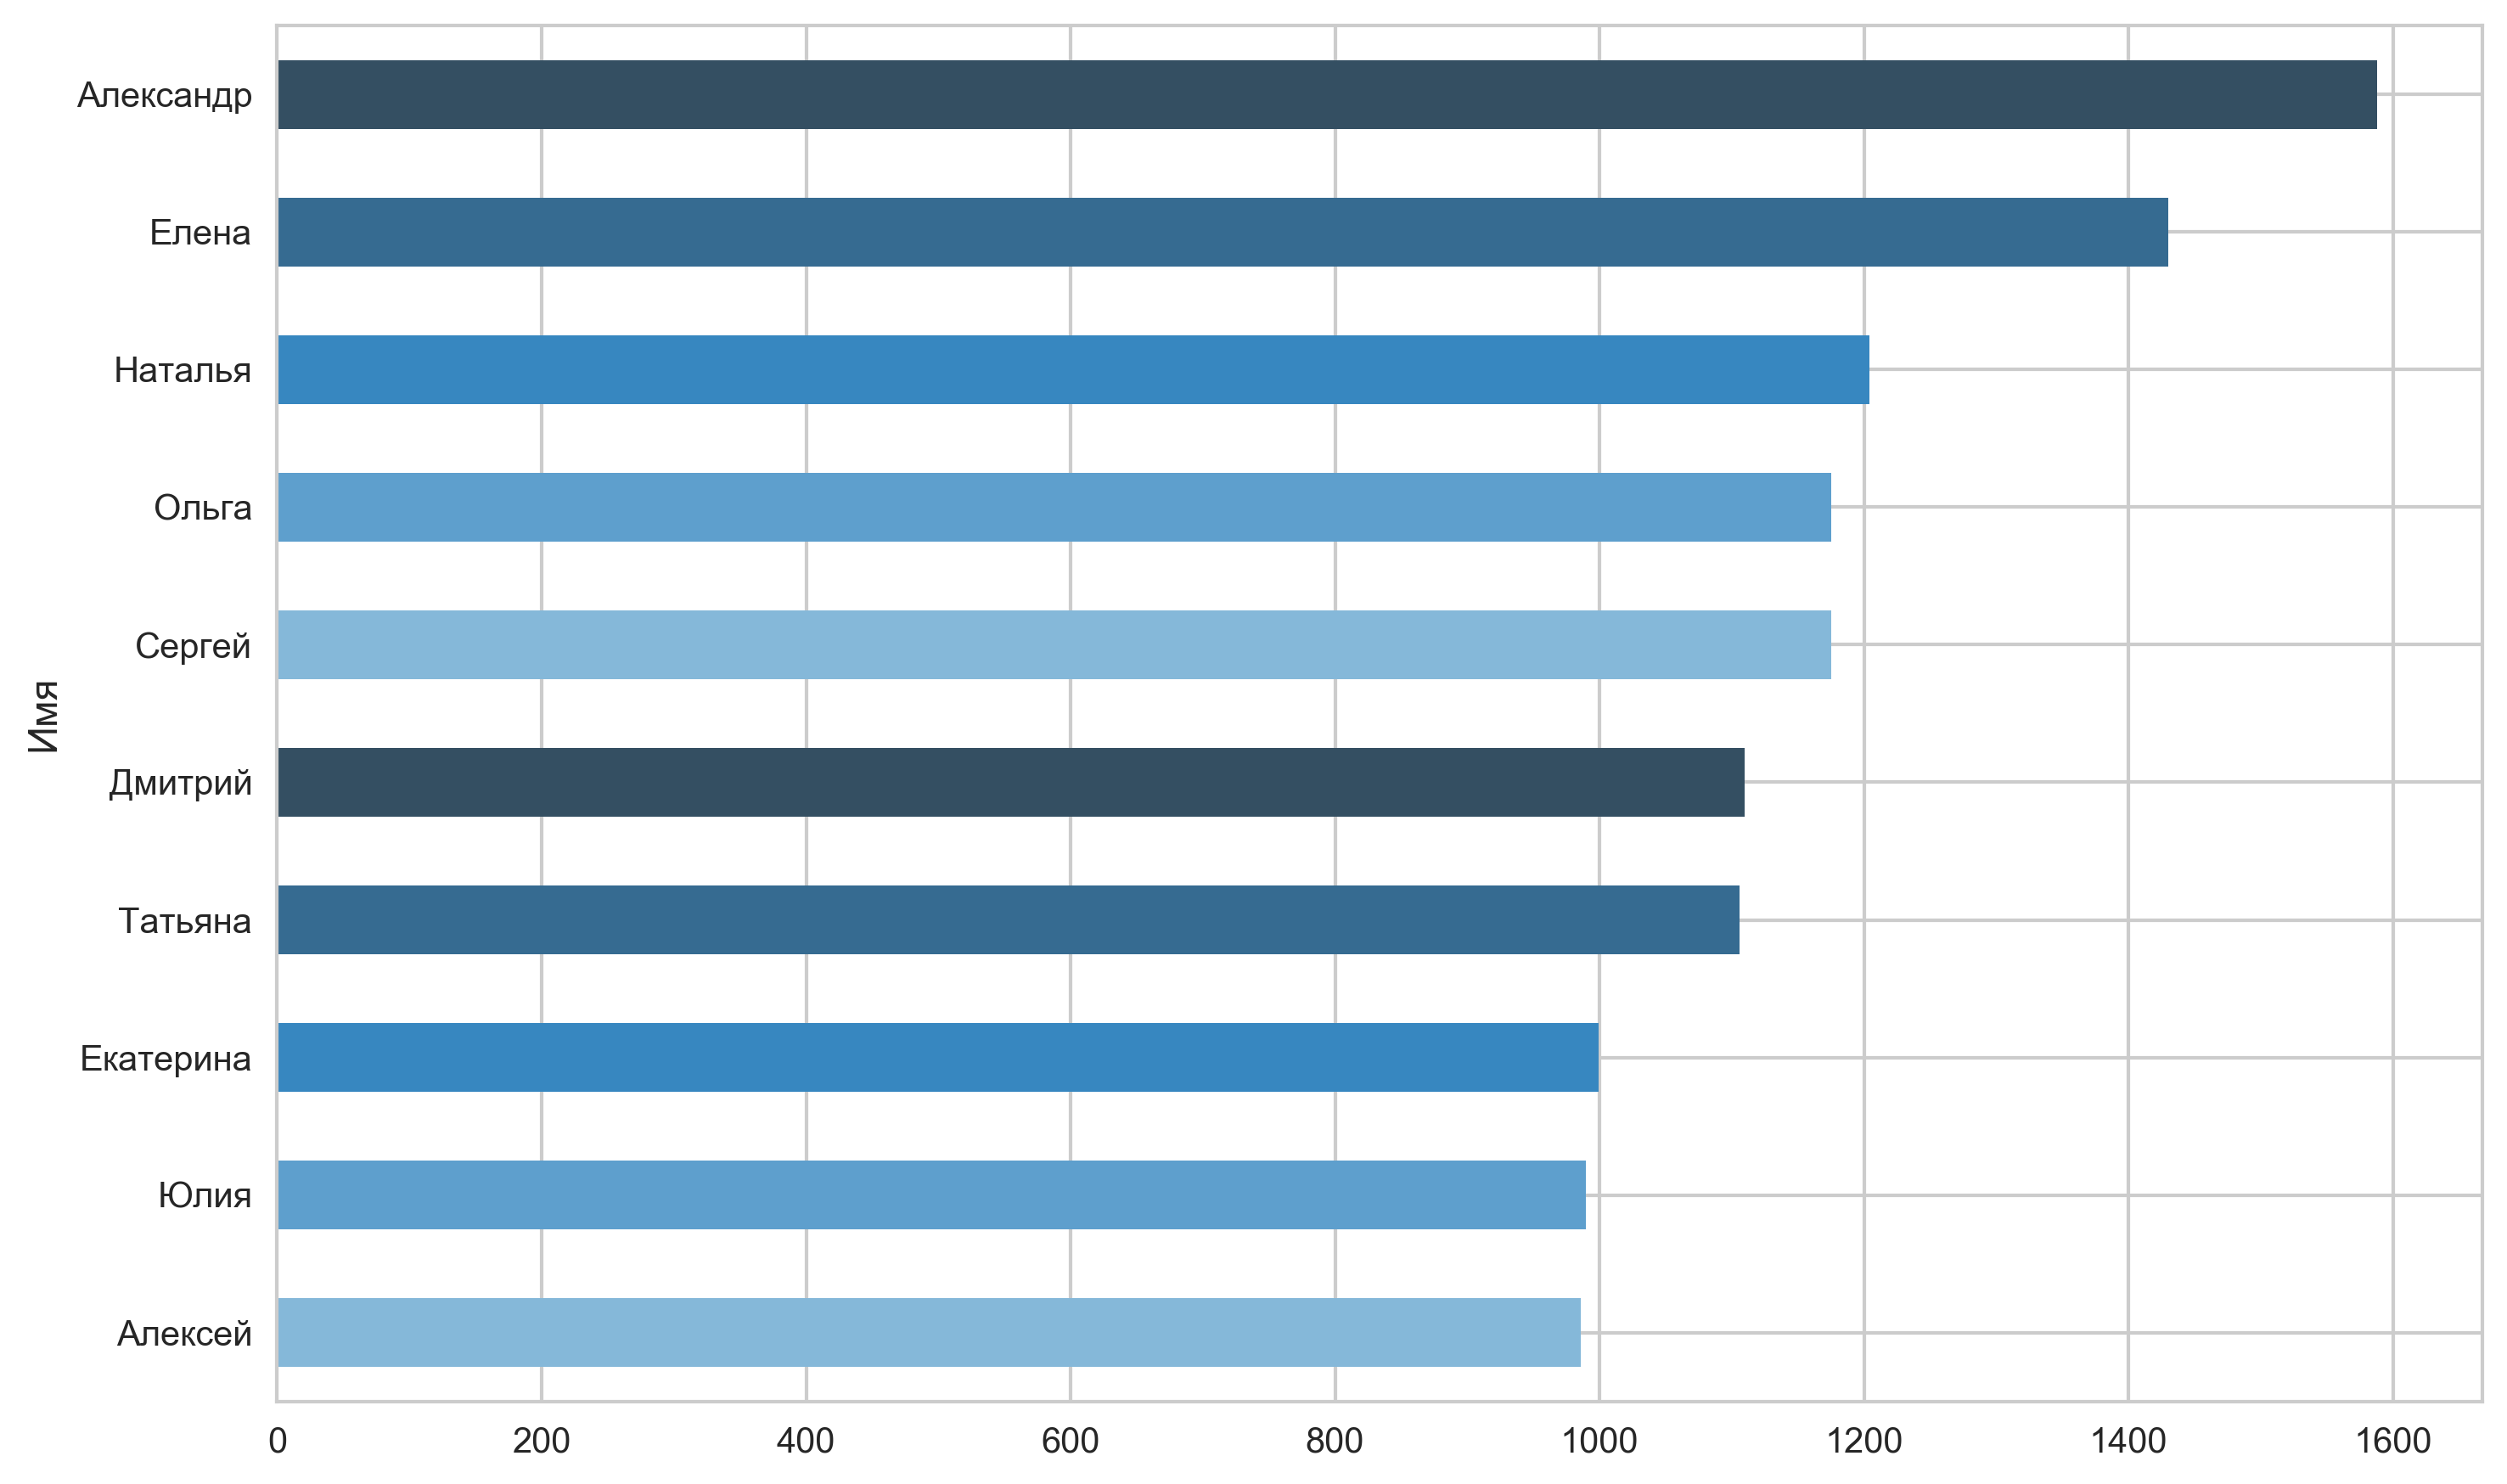 Александр
Елена
Наталья
Ольга
Сергей
Имя
Дмитрий
Татьяна
Екатерина
Юлия
Алексей
0 200 400 600 800 1000 1200 1400 1600